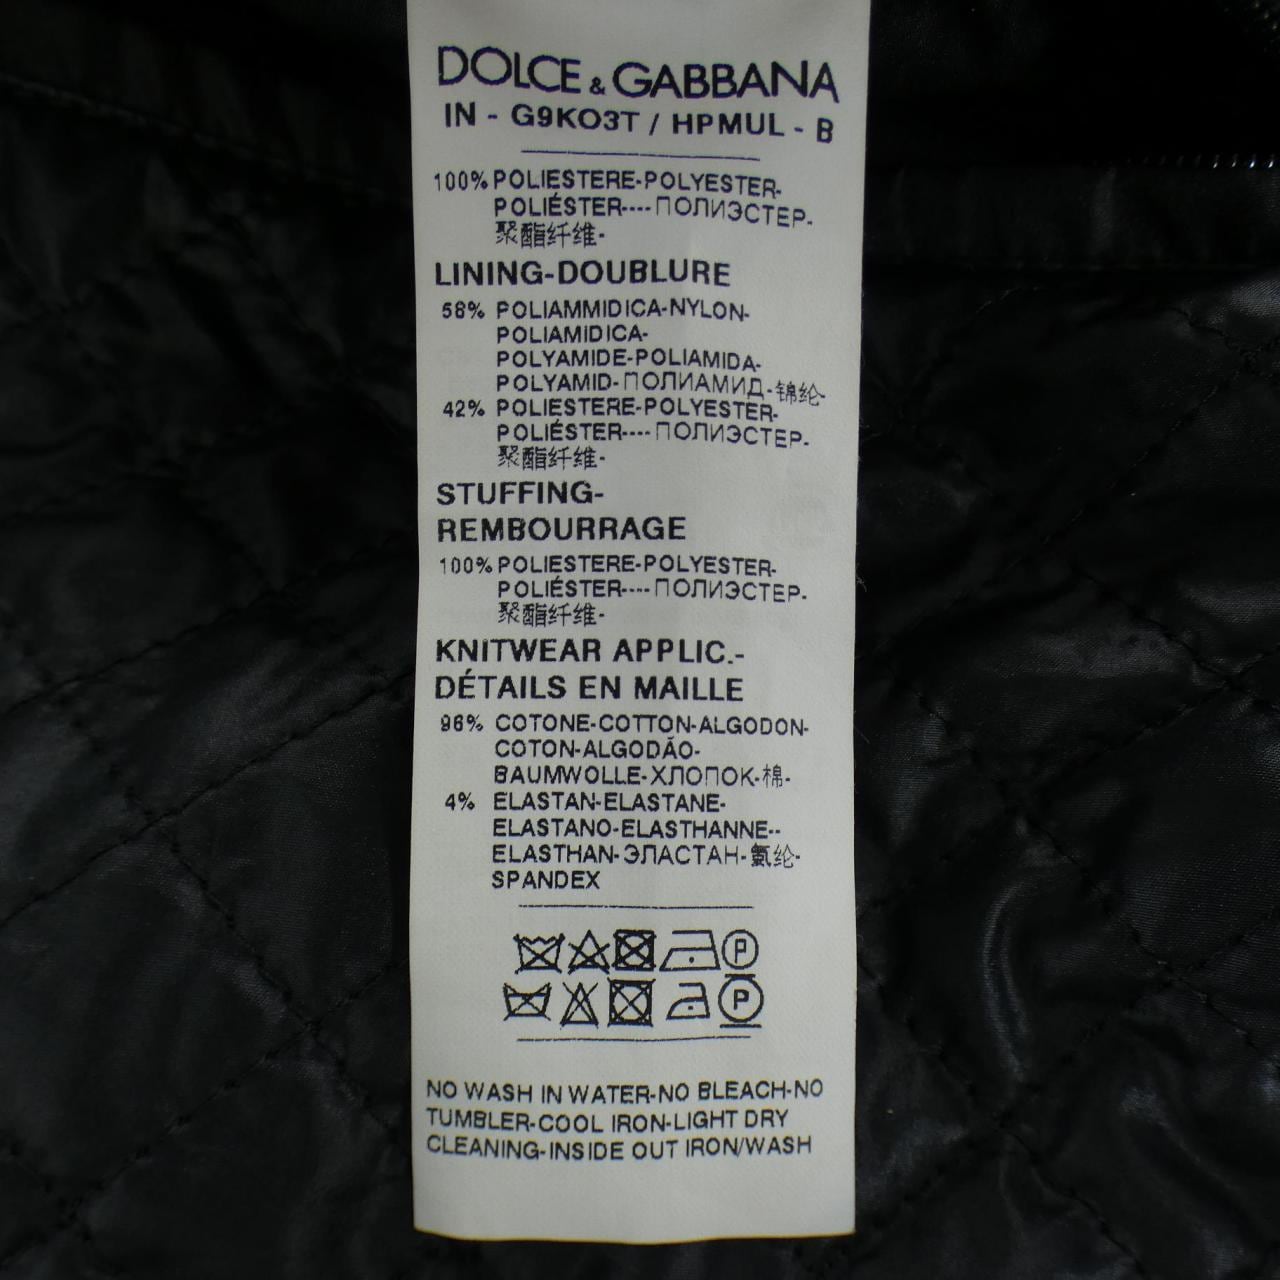 DOLCE & GABBANA
IN - G9KO3T / HPMUL - B
100% POLIESTERE-POLYESTER-
POLIÉSTER----ПОЛИЭСТЕР-
聚酯纤维-
LINING-DOUBLURE
58% POLIAMMIDICA-NYLON-
POLIAMIDICA-
POLYAMIDE-POLIAMIDA-
POLYAMID-ПОЛИАМИД-锦纶-
42% POLIESTERE-POLYESTER-
POLIÉSTER----ПОЛИЭСТЕР-
聚酯纤维-
STUFFING-
REMBOURRAGE
100% POLIESTERE-POLYESTER-
POLIÉSTER----ПОЛИЭСТЕР-
聚酯纤维-
KNITWEAR APPLIC.-
DÉTAILS EN MAILLE
96% COTONE-COTTON-ALGODON-
COTON-ALGODÃO-
BAUMWOLLE-ХЛОПОК-棉-
4% ELASTAN-ELASTANE-
ELASTANO-ELASTHANNE--
ELASTHAN-ЭЛАСТАН-氨纶-
SPANDEX
P
P
NO WASH IN WATER-NO BLEACH-NO
TUMBLER-COOL IRON-LIGHT DRY
CLEANING-INSIDE OUT IRON/WASH